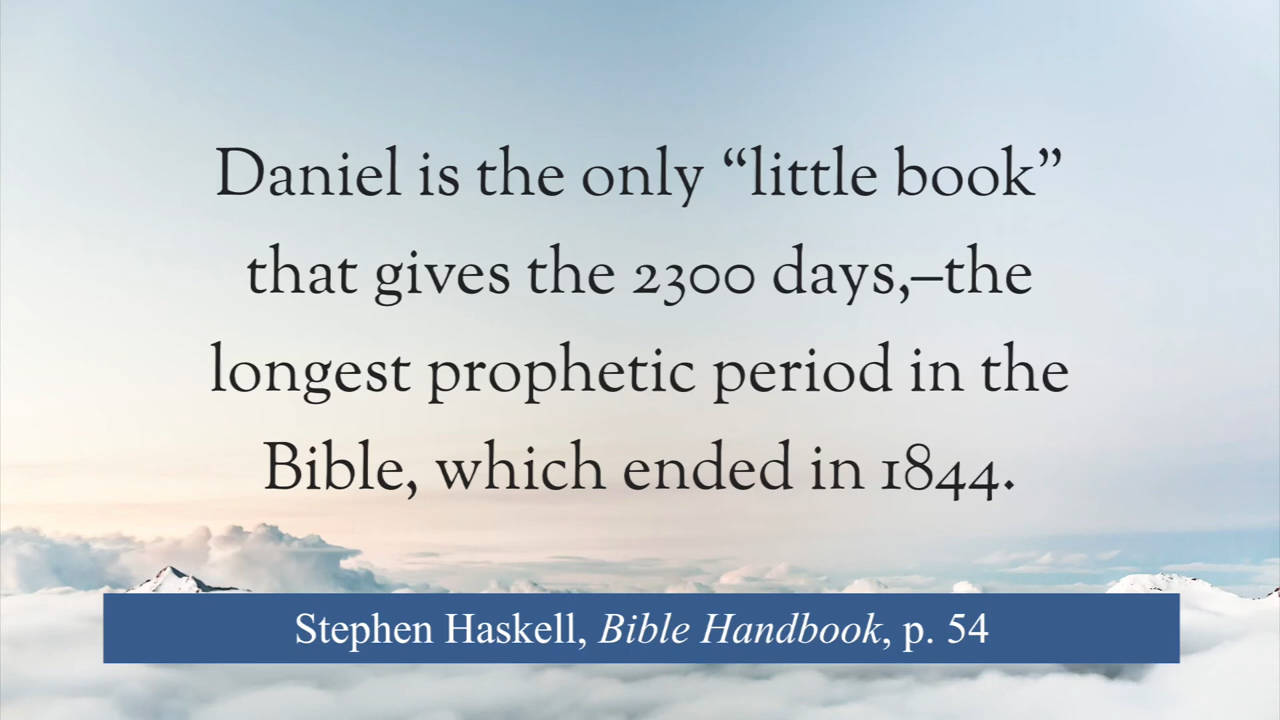 Daniel is the only “little book”
that gives the 2300 days,–the
longest prophetic period in the
Bible, which ended in 1844.
Stephen Haskell, Bible Handbook, p. 54